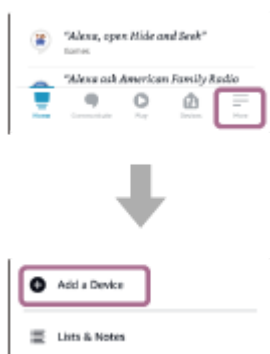 "Alexa, open Hide and Seek"
Games
"Alexa ask American Family Radio
Home Communicate Play Devices More
Add a Device
Lists & Notes